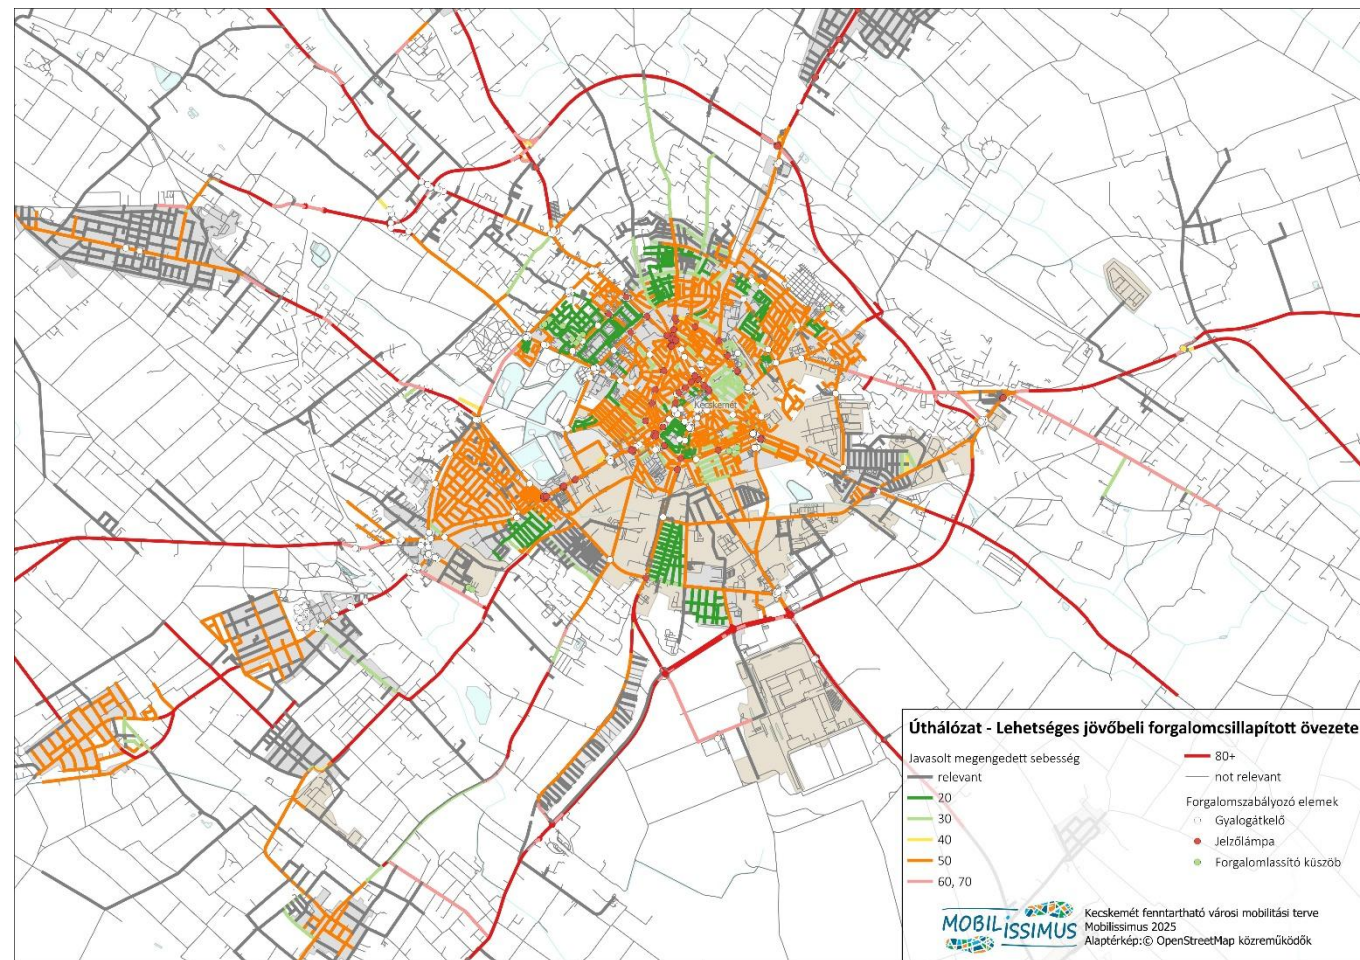 Kecskemét
Úthálózat - Lehetséges jövőbeli forgalomcsillapított övezete
Javasolt megengedett sebesség
relevant
20
30
40
50
60, 70
80+
not relevant
Forgalomszabályozó elemek
Gyalogátkelő
Jelzőlámpa
Forgalomlassító küszöb
MOBILISSIMUS
Kecskemét fenntartható városi mobilitási terve
Mobilissimus 2025
Alaptérkép:© OpenStreetMap közreműködők